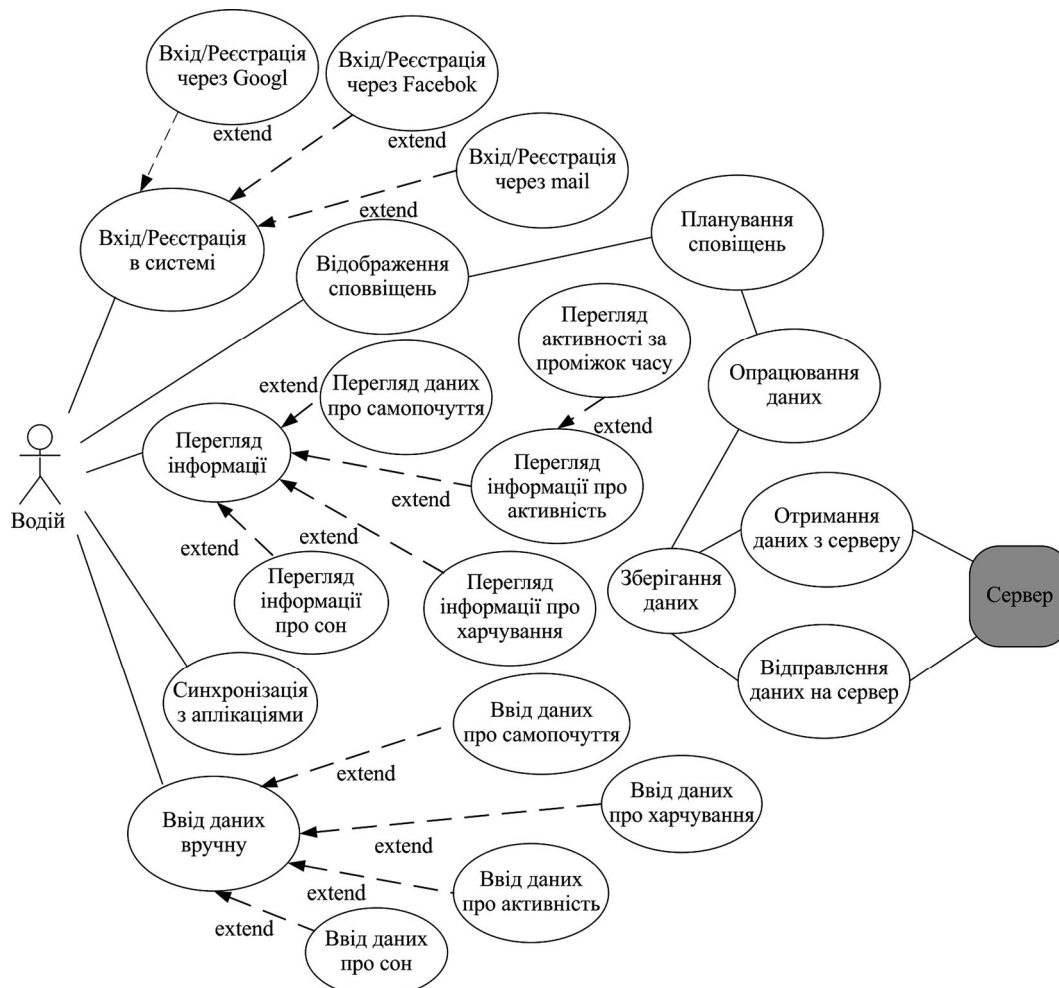 Вхід/Реєстрація
через Googl
Вхід/Реєстрація
через Facebok
extend
extend
Вхід/Реєстрація
через mail
extend
Вхід/Реєстрація
в системі
Планування
сповіщень
Відображення
споввіщень
Перегляд
активності за
проміжок часу
Опрацювання
даних
extend
Перегляд даних
про самопочуття
extend
Перегляд
інформації
Перегляд
інформації про
активність
extend
Водій
extend
extend
Отримання
даних з серверу
Перегляд
інформації
про сон
Перегляд
інформації про
харчування
Зберігання
даних
Сервер
Відправлсння
даних на сервер
Синхронізація
з аплікаціями
Ввід даних
про самопочуття
extend
Ввід даних
про харчування
Ввід даних
вручну
extend
Ввід даних
про активність
extend
extend
Ввід даних
про сон